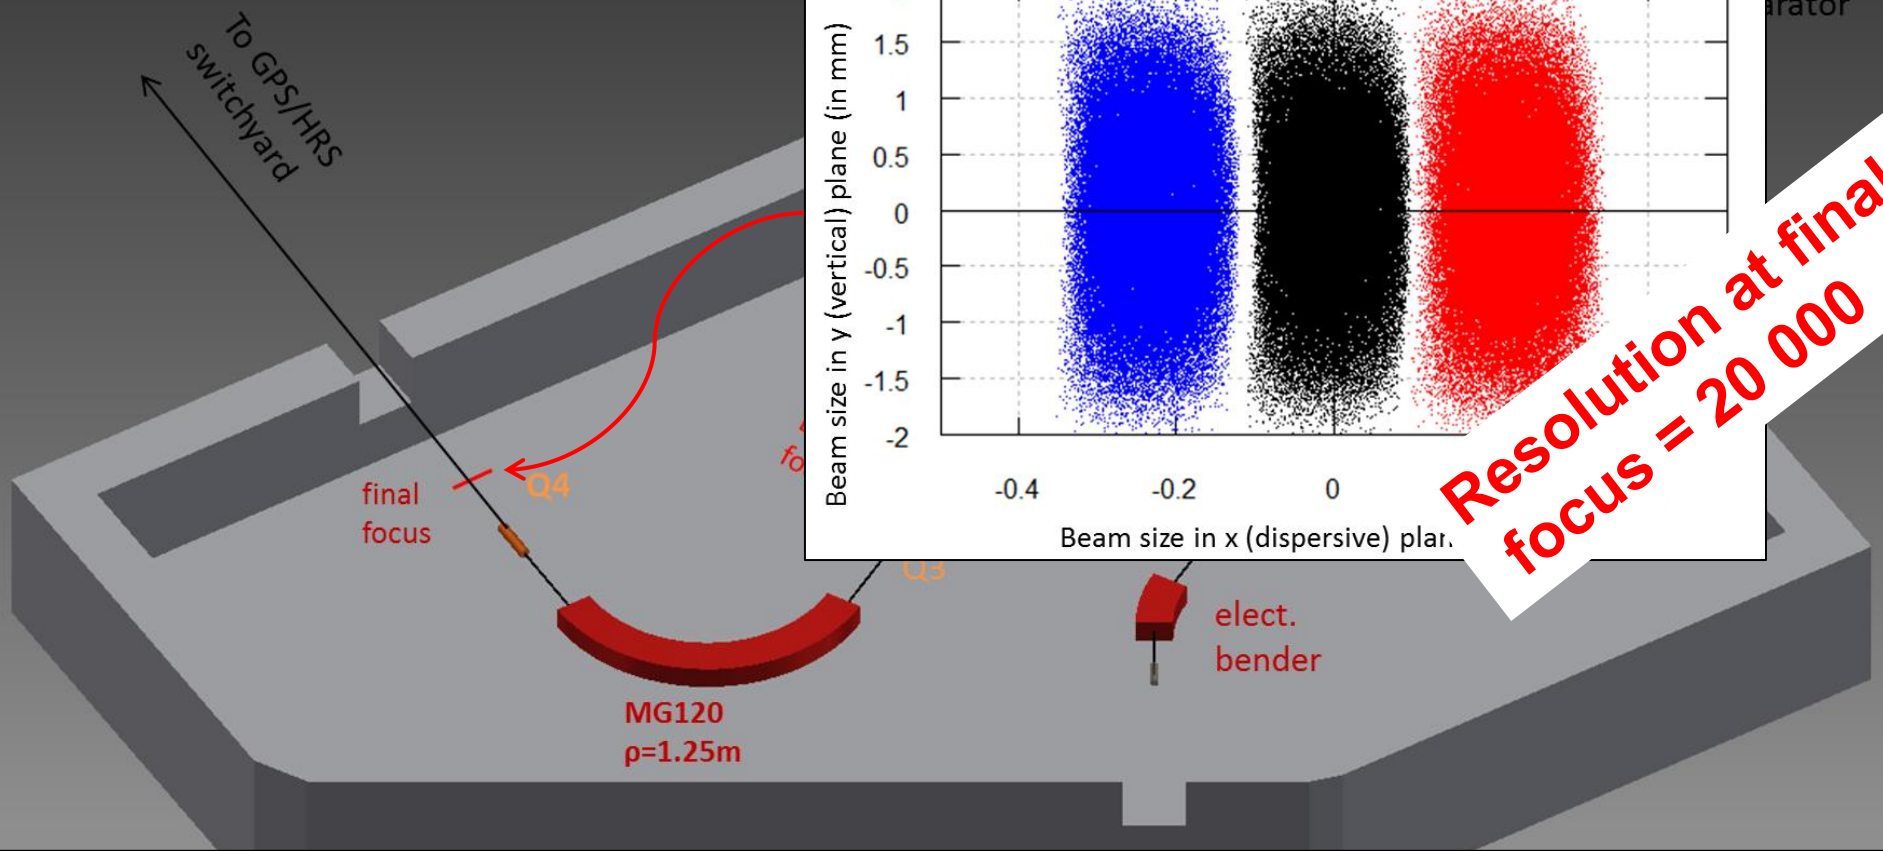 To GPS/HRS
switchyard
Beam size in y (vertical) plane (in mm)
1.5
1
0.5
0
-0.5
-1
-1.5
-2
-0.4
-0.2
0
Beam size in x (dispersive)
Resolution at final
focus = 20 000
final
focus
Q4
Q3
elect.
bender
MG120
ρ=1.25m